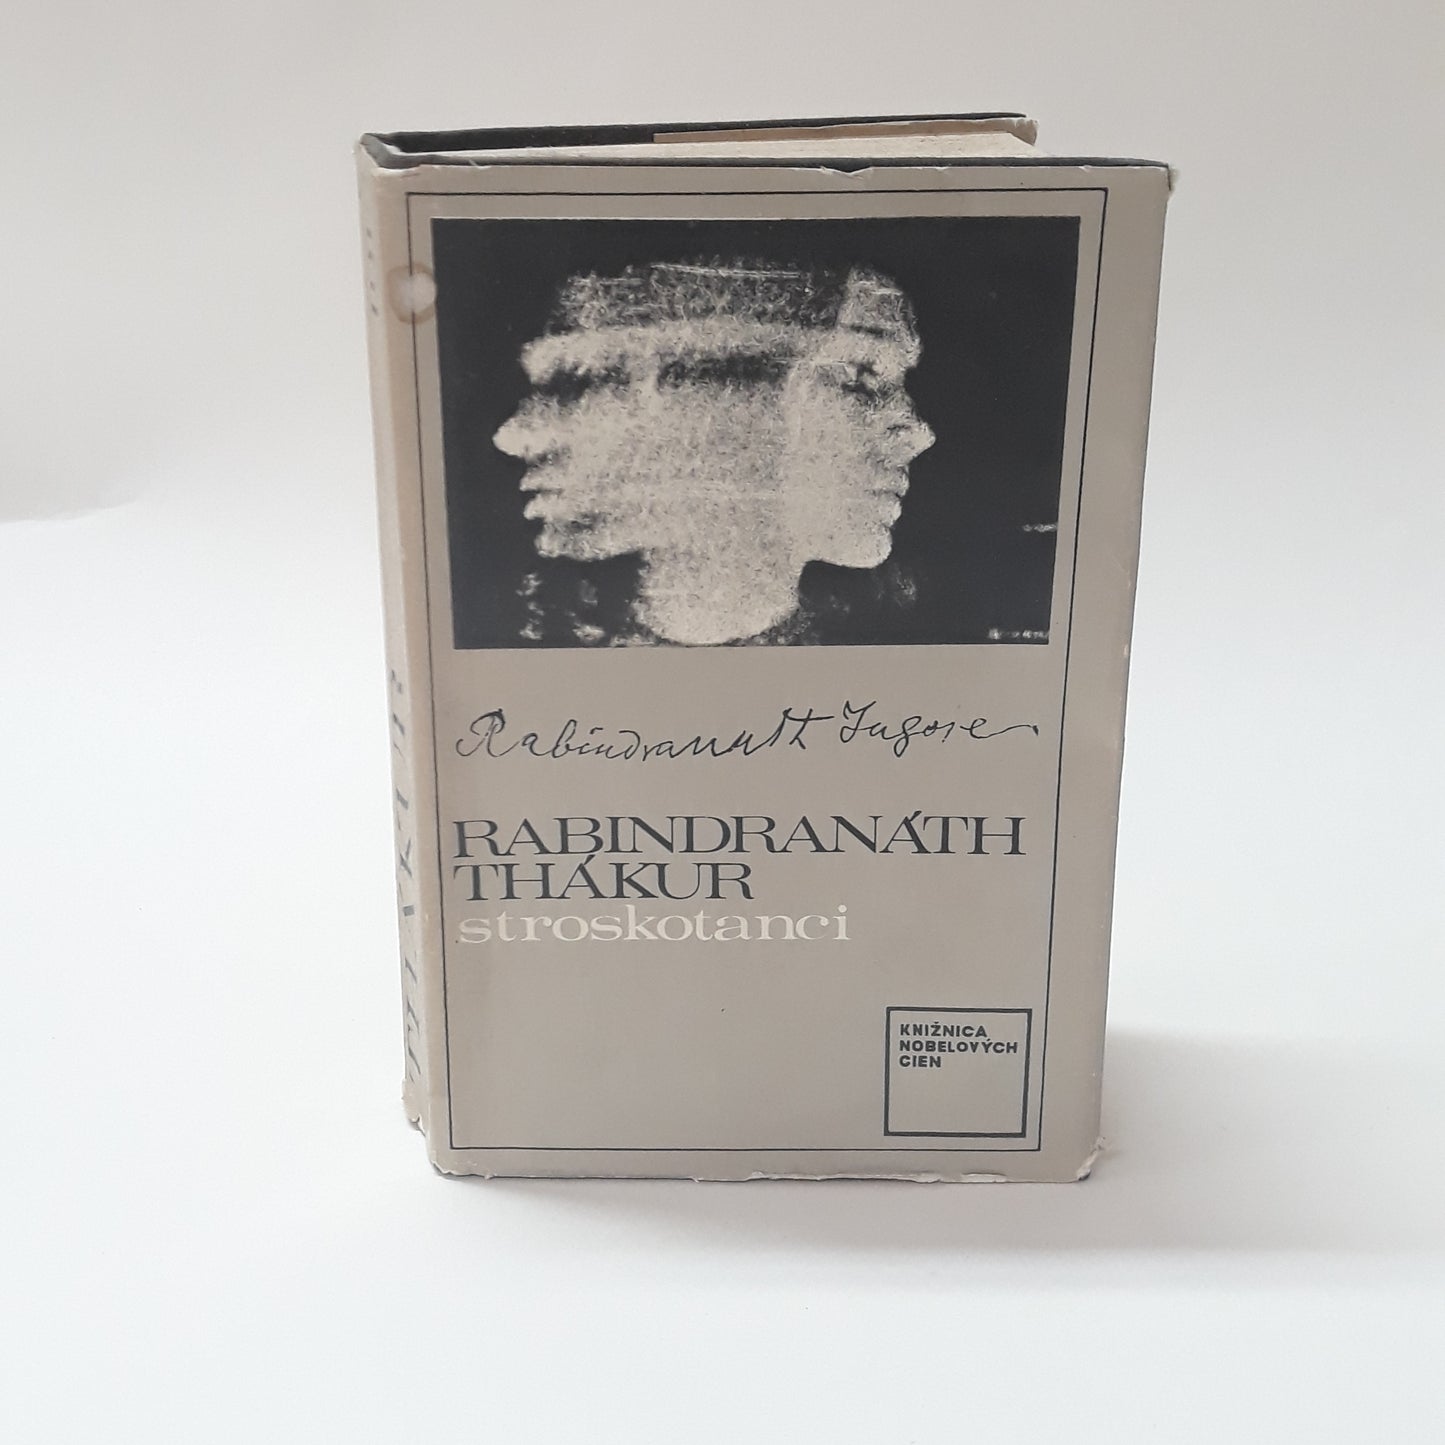 Rabindranath Tagore
RABINDRANÁTH
THÁKUR
stroskotanci
KNIŽNICA
NOBELOVÝCH
CIEN